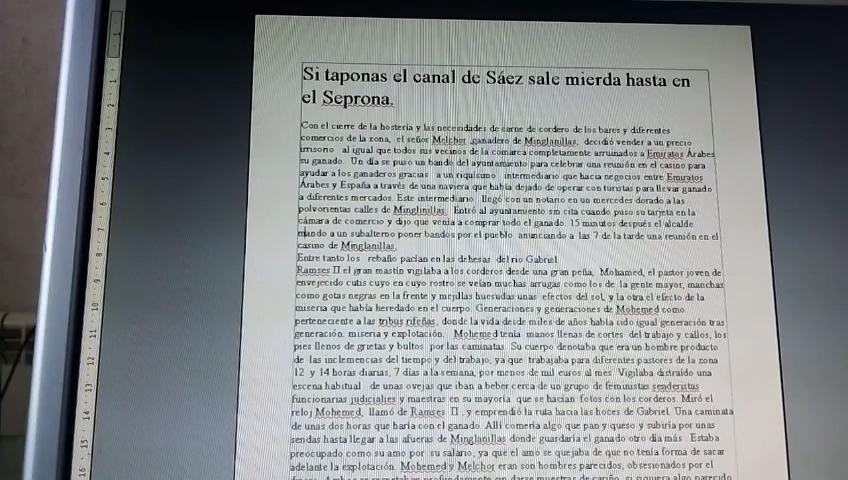 Si taponas el canal de Sáez sale mierda hasta en
el Seprona.
Con el cierre de la hostería y las necesidades de carne de cordero de los bares y diferentes
comercios de la zona, el señor Melchor ganadero de Minglanillas, decidió vender a un precio
irrisorio al igual que todos sus vecinos de la comarca completamente arruinados a Emiratos Árabes
su ganado. Un día se puso un bando del ayuntamiento para celebrar una reunión en el casino para
ayudar a los ganaderos gracias a un riquísimo intermediario que hacía negocios entre Emiratos
Árabes y España a través de una naviera que había dejado de operar con turistas para llevar ganado
a diferentes mercados. Este intermediario llegó con un notario en un mercedes dorado a las
polvorientas calles de Minglinillas. Entró al ayuntamiento sin cita cuando puso su tarjeta en la
cámara de comercio y dijo que venía a comprar todo el ganado. 15 minutos después el alcalde
mando a un subalterno poner bandos por el pueblo anunciando a las 7 de la tarde una reunión en el
casino de Minglanillas.
Entre tanto los rebaño pacían en las dehesas del rio Gabriel.
Ramses II el gran mastín vigilaba a los corderos desde una gran peña. Mohamed, el pastor joven de
envejecido cutis cuyo en cuyo rostro se veían muchas arrugas como los de la gente mayor, manchas
como gotas negras en la frente y mejillas huesudas unas efectos del sol, y la otra el efecto de la
miseria que había heredado en el cuerpo. Generaciones y generaciones de Mohemed como
perteneciente a las tribus rifeñas, donde la vida desde miles de años había sido igual generación tras
generación: miseria y explotación. Mohemed tenía manos llenas de cortes del trabajo y callos, los
pies llenos de grietas y bultos por las caminatas. Su cuerpo denotaba que era un hombre producto
de las inclemencias del tiempo y del trabajo, ya que trabajaba para diferentes pastores de la zona
12 y 14 horas diarias, 7 días a la semana, por menos de mil euros al mes. Vigilaba distraído una
escena habitual de unas ovejas que iban a beber cerca de un grupo de feministas senderistas
funcionarias judicialies y maestras en su mayoría que se hacían fotos con los corderos. Miró el
reloj Mohemed, llamó de Ramses II, y emprendió la ruta hacia las hoces de Gabriel. Una caminata
de unas dos horas que haría con el ganado. Allí comería algo que pan y queso y subiría por unas
sendas hasta llegar a las afueras de Minglanillas donde guardaría el ganado otro día más. Estaba
preocupado como su amo por su salario, ya que el amo se quejaba de que no tenía forma de sacar
adelante la explotación. Mohemed y Melchor eran son hombres parecidos, obsesionados por el